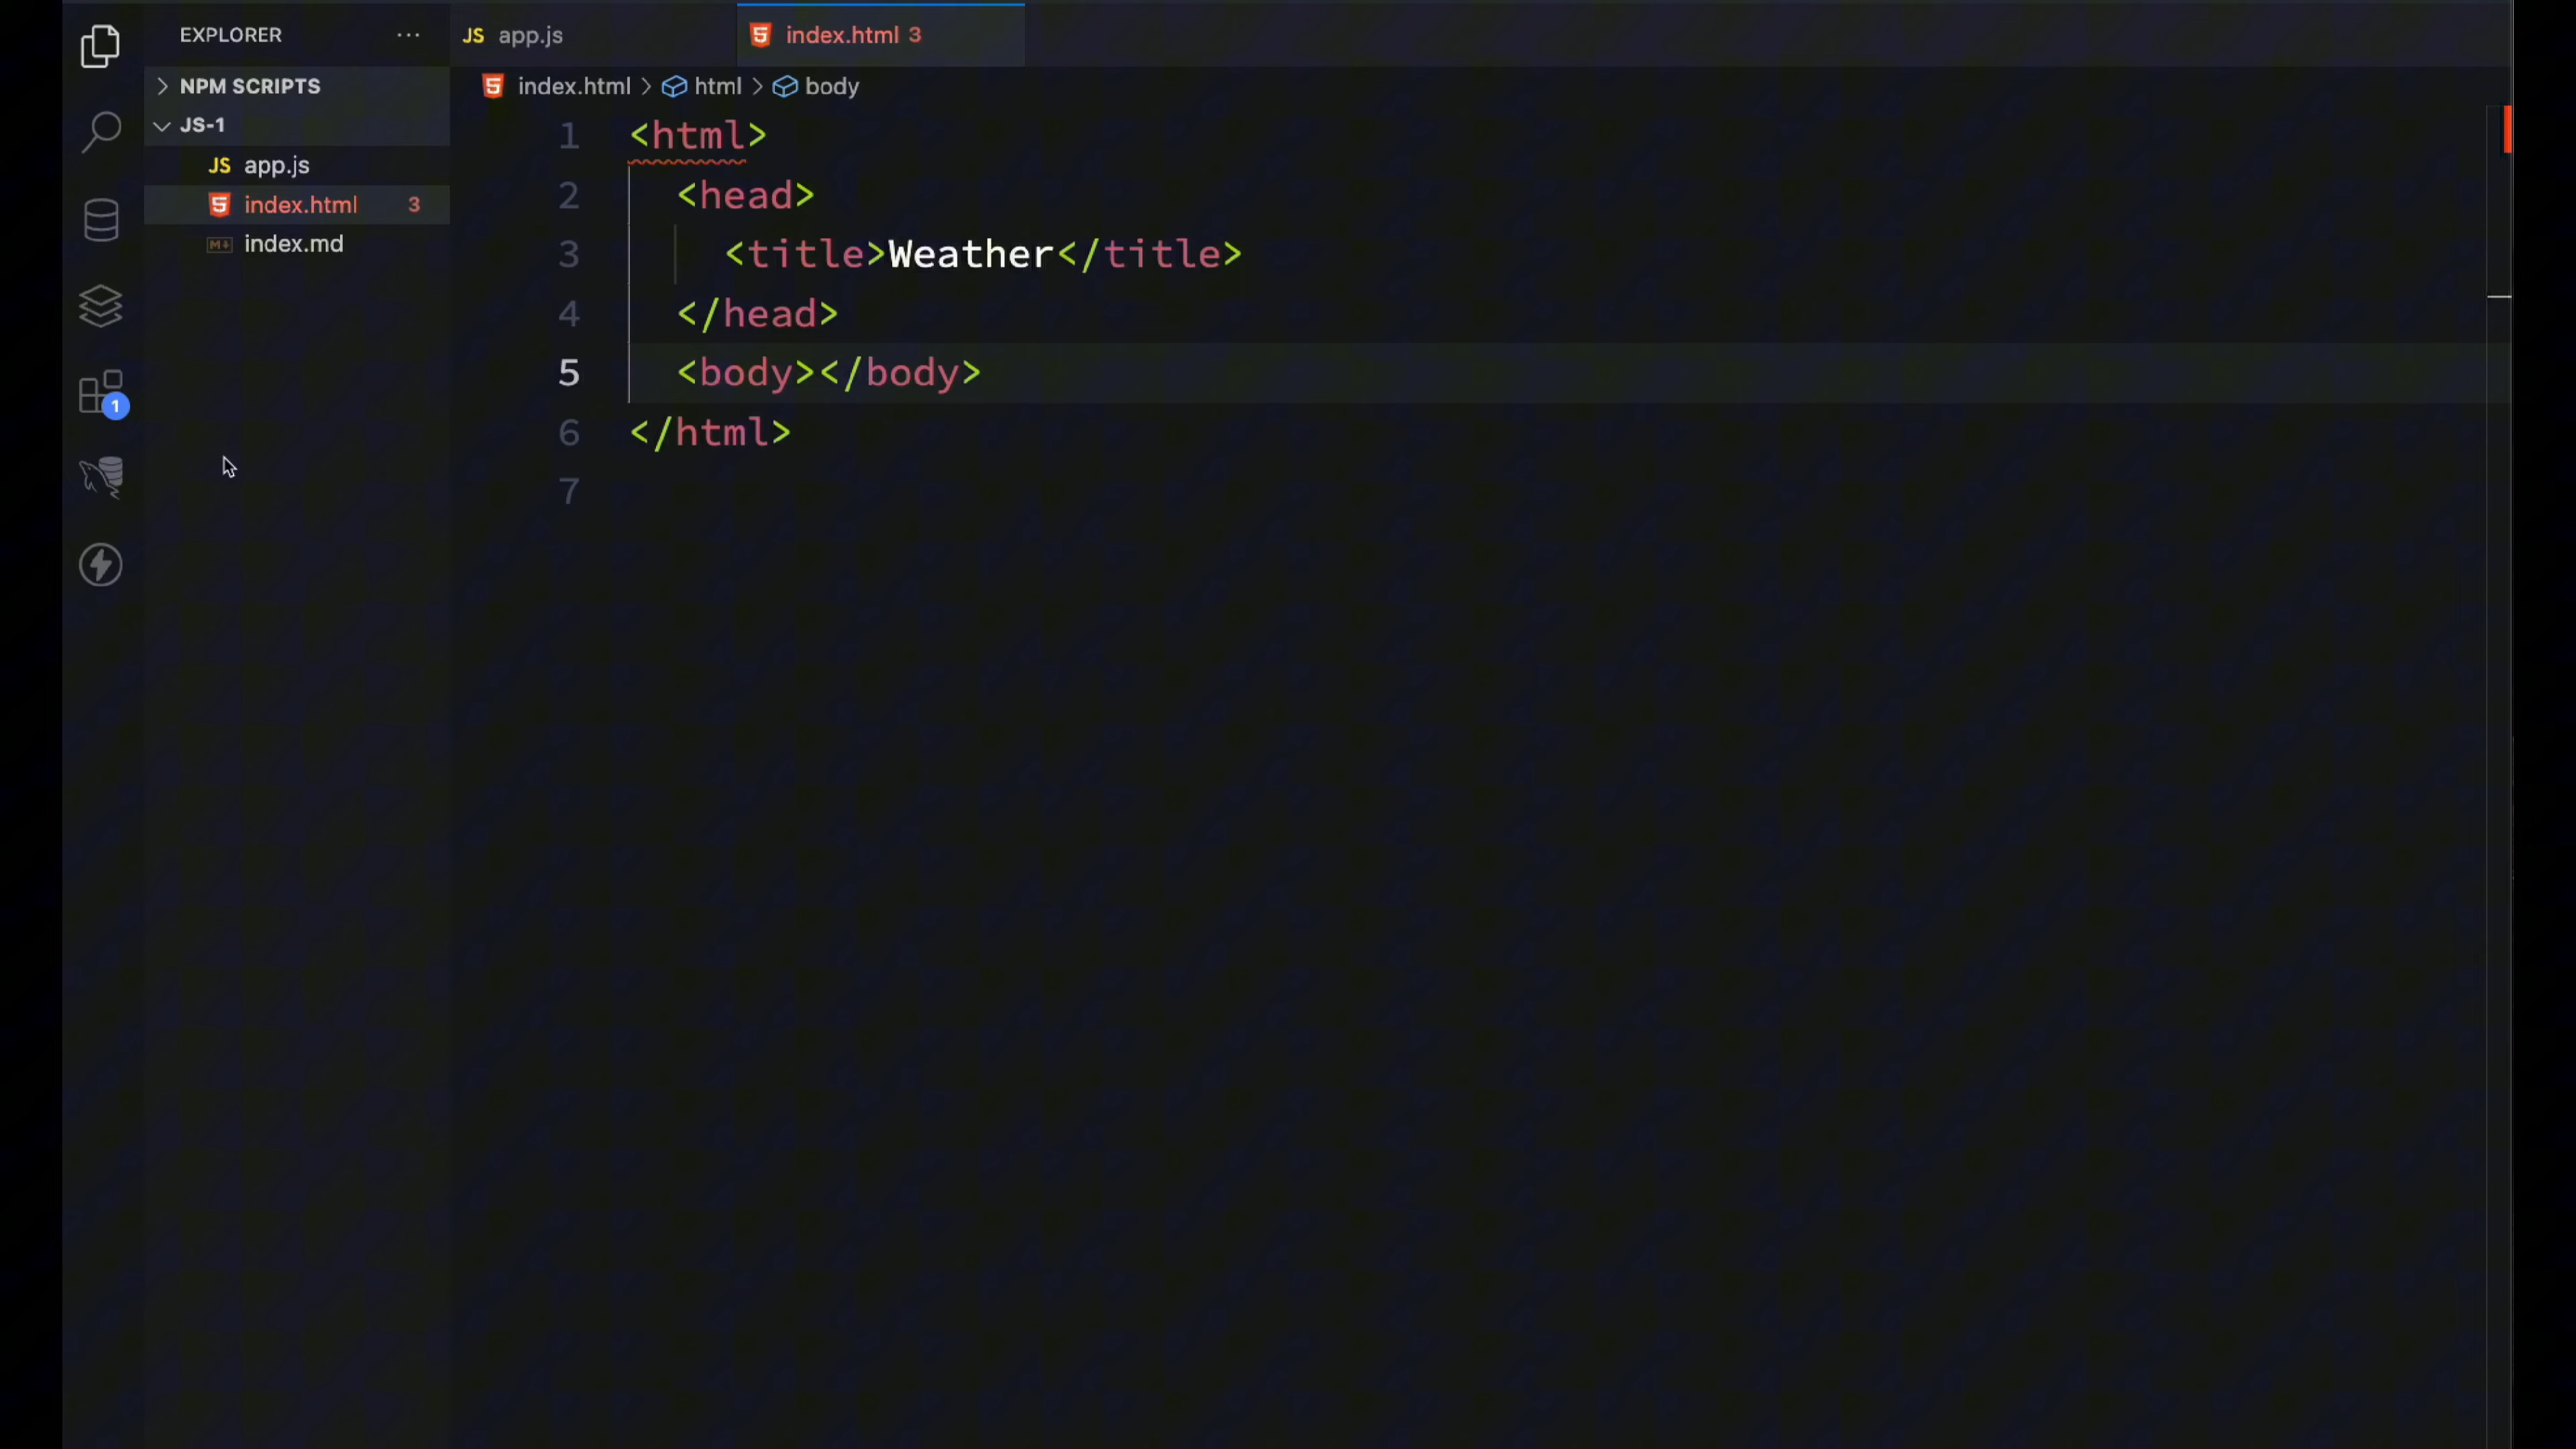 EXPLORER ···
JS app.js
index.html 3
NPM SCRIPTS
index.html > html > body
JS-1
JS app.js
index.html 3
index.md
1
1 <html>
2 <head>
3 <title>Weather</title>
4 </head>
5 <body></body>
6 </html>
7